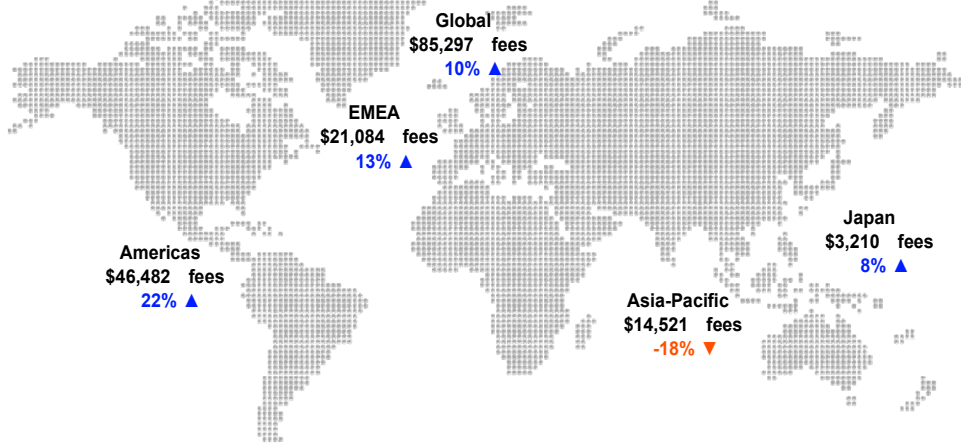 Global
$85,297 fees
10% ▲
EMEA
$21,084 fees
13% ▲
Americas
$46,482 fees
22% ▲
Japan
$3,210 fees
8% ▲
Asia-Pacific
$14,521 fees
-18% ▼